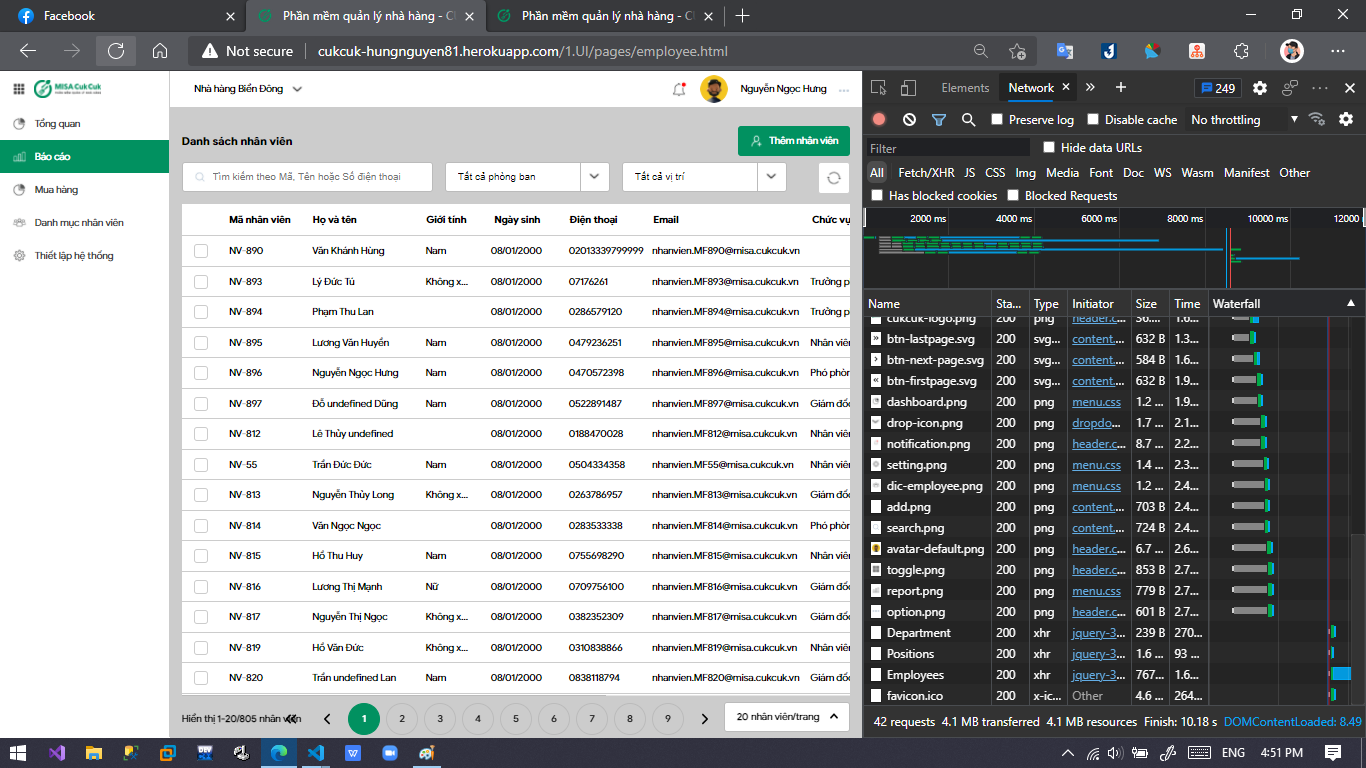 Facebook
Phần mềm quản lý nhà hàng - Cl
Phần mềm quản lý nhà hàng - Cl
Not secure
cukcuk-hungnguyen81.herokuapp.com/1.UI/pages/employee.html
MISA CukCuk
Nhà hàng Biển Đông
Nguyễn Ngọc Hưng
Tổng quan
Báo cáo
Mua hàng
Danh mục nhân viên
Thiết lập hệ thống
Danh sách nhân viên
Thêm nhân viên
Tìm kiếm theo Mã, Tên hoặc Số điện thoại
Tất cả phòng ban
Tất cả vị trí
Mã nhân viên Họ và tên Giới tính Ngày sinh Điện thoại Email Chức vụ
NV-890 Văn Khánh Hùng Nam 08/01/2000 02013339799999 nhanvien.MF890@misa.cukcuk.vn
NV-893 Lý Đức Tú Không x... 08/01/2000 07176261 nhanvien.MF893@misa.cukcuk.vn Trưởng p
NV-894 Phạm Thu Lan 08/01/2000 0286579120 nhanvien.MF894@misa.cukcuk.vn Trưởng p
NV-895 Lương Văn Huyền Nam 08/01/2000 0479236251 nhanvien.MF895@misa.cukcuk.vn Nhân viên
NV-896 Nguyễn Ngọc Hưng Nam 08/01/2000 0470572398 nhanvien.MF896@misa.cukcuk.vn Phó phòn
NV-897 Đỗ undefined Dũng Nam 08/01/2000 0522891487 nhanvien.MF897@misa.cukcuk.vn Giám đốc
NV-812 Lê Thủy undefined 08/01/2000 0188470028 nhanvien.MF812@misa.cukcuk.vn Nhân viên
NV-55 Trần Đức Đức Nam 08/01/2000 0504334358 nhanvien.MF55@misa.cukcuk.vn Nhân viên
NV-813 Nguyễn Thủy Long Không x... 08/01/2000 0263786957 nhanvien.MF813@misa.cukcuk.vn Giám đốc
NV-814 Văn Ngọc Ngọc 08/01/2000 0283533338 nhanvien.MF814@misa.cukcuk.vn Phó phòn
NV-815 Hồ Thu Huy Nam 08/01/2000 0755698290 nhanvien.MF815@misa.cukcuk.vn Nhân viên
NV-816 Lương Thị Mạnh Nữ 08/01/2000 0709756100 nhanvien.MF816@misa.cukcuk.vn Giám đốc
NV-817 Nguyễn Thị Ngọc Không x... 08/01/2000 0382352309 nhanvien.MF817@misa.cukcuk.vn Giám đốc
NV-819 Hồ Văn Đức Không x... 08/01/2000 0310838866 nhanvien.MF819@misa.cukcuk.vn Nhân viên
NV-820 Trần undefined Lan Nam 08/01/2000 0838118794 nhanvien.MF820@misa.cukcuk.vn Giám đốc
Hiển thị 1-20/805 nhân viên
1 2 3 4 5 6 7 8 9
20 nhân viên/trang
Elements Network 249
Preserve log Disable cache No throttling
Filter Hide data URLs
All Fetch/XHR JS CSS Img Media Font Doc WS Wasm Manifest Other
Has blocked cookies Blocked Requests
2000 ms 4000 ms 6000 ms 8000 ms 10000 ms 12000
Name Sta... Type Initiator Size Time Waterfall
cukcuk-logo.png 200 png header.c... 36.... 1.6...
btn-lastpage.svg 200 svg... content.... 632 B 1.3...
btn-next-page.svg 200 svg... content.... 584 B 1.6...
btn-firstpage.svg 200 svg... content.... 632 B 1.9...
dashboard.png 200 png menu.css 1.2 ... 1.9...
drop-icon.png 200 png dropdo... 1.7 ... 2.1...
notification.png 200 png header.c... 8.7 ... 2.2...
setting.png 200 png menu.css 1.4 ... 2.3...
dic-employee.png 200 png menu.css 1.2 ... 2.4...
add.png 200 png content.... 703 B 2.4...
search.png 200 png content.... 724 B 2.4...
avatar-default.png 200 png header.c... 6.7 ... 2.6...
toggle.png 200 png header.c... 853 B 2.7...
report.png 200 png menu.css 779 B 2.7...
option.png 200 png header.c... 601 B 2.7...
Department 200 xhr jquery-3... 239 B 270...
Positions 200 xhr jquery-3... 1.6 ... 93 ...
Employees 200 xhr jquery-3... 767... 1.6...
favicon.ico 200 x-ic... Other 4.6 ... 264...
42 requests 4.1 MB transferred 4.1 MB resources Finish: 10.18 s DOMContentLoaded: 8.49
ENG 4:51 PM